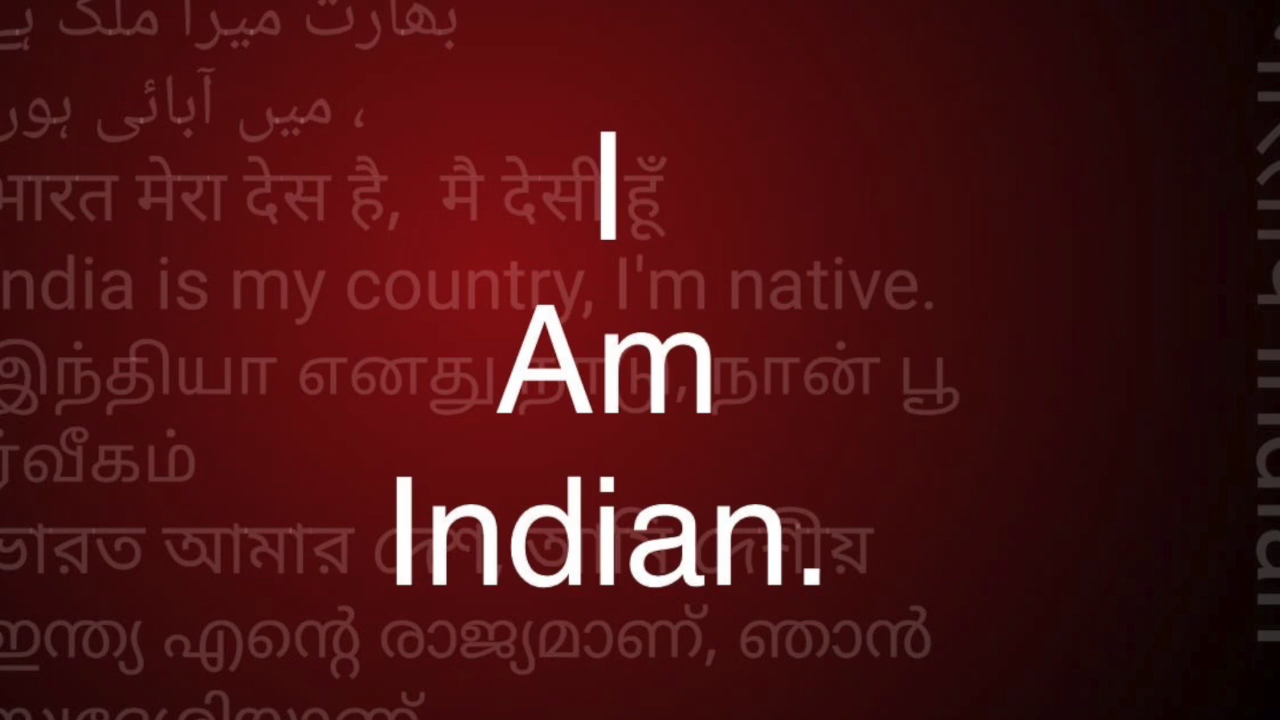 بھارت میرا ملک ہے
، میں آبائی ہوں
भारत मेरा देस है, मै देसी हूँ
India is my country, I'm native.
இந்தியா எனது நாடு, நான் பூ
ர்வீகம்
ভারত আমার দেশ, আমি দেশীয়
ഇന്ത്യ എന്റെ രാജ്യമാണ്, ഞാൻ
I
Am
Indian.